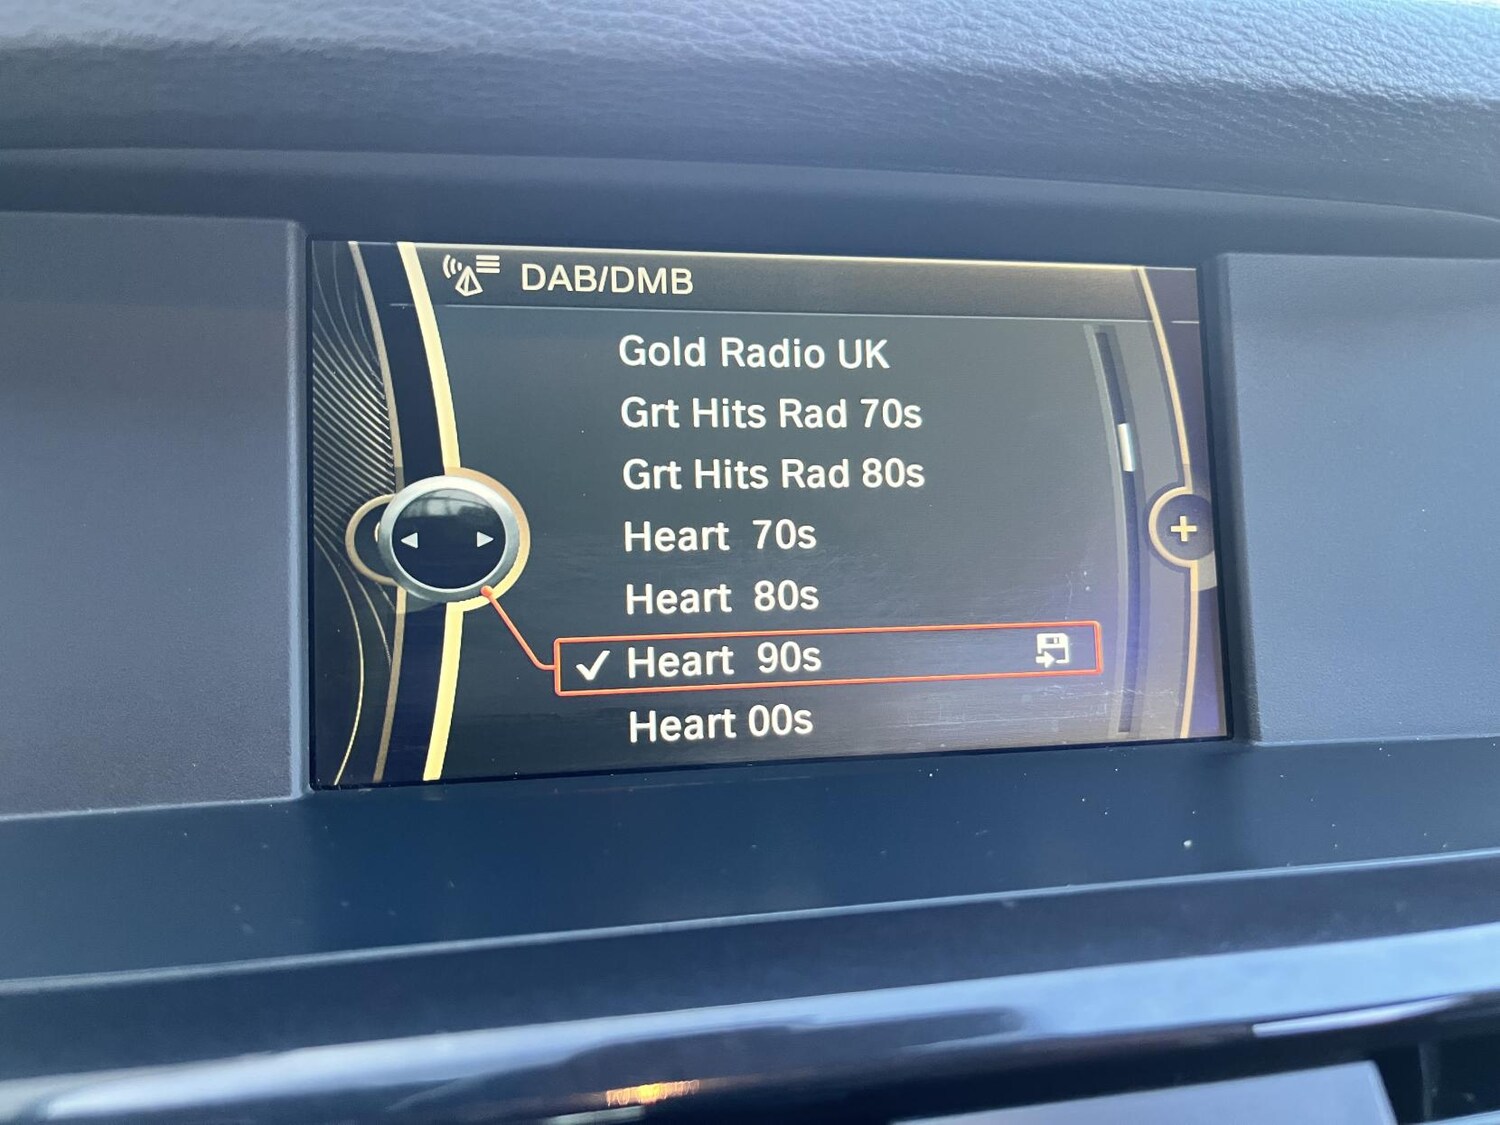 DAB/DMB
Gold Radio UK
Grt Hits Rad 70s
Grt Hits Rad 80s
Heart 70s
Heart 80s
Heart 90s
Heart 00s